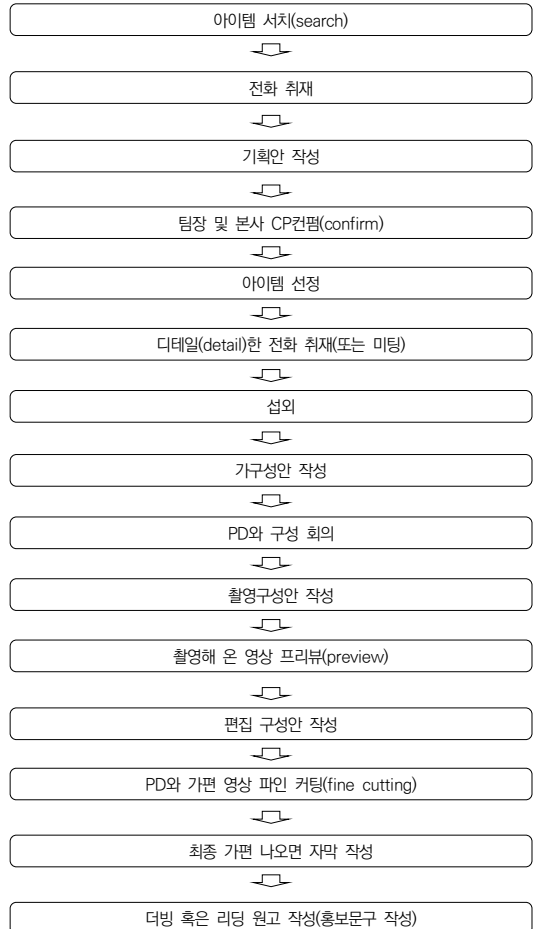 아이템 서치(search)
전화 취재
기획안 작성
팀장 및 본사 CP컨펌(confirm)
아이템 선정
디테일(detail)한 전화 취재(또는 미팅)
섭외
가구성안 작성
PD와 구성 회의
촬영구성안 작성
촬영해 온 영상 프리뷰(preview)
편집 구성안 작성
PD와 가편 영상 파인 커팅(fine cutting)
최종 가편 나오면 자막 작성
더빙 혹은 리딩 원고 작성(홍보문구 작성)